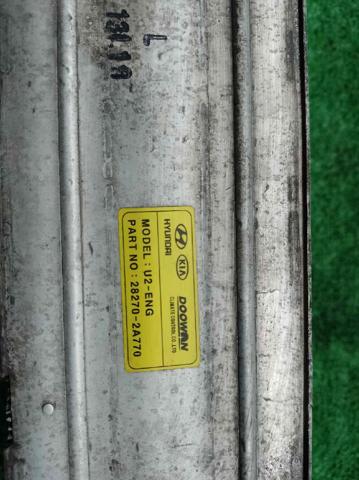 L
HYUNDAI
KIA
DOOWON
CLIMATE CONTROL CO., LTD
MODEL : U2-ENG
PART NO : 28270-2A770